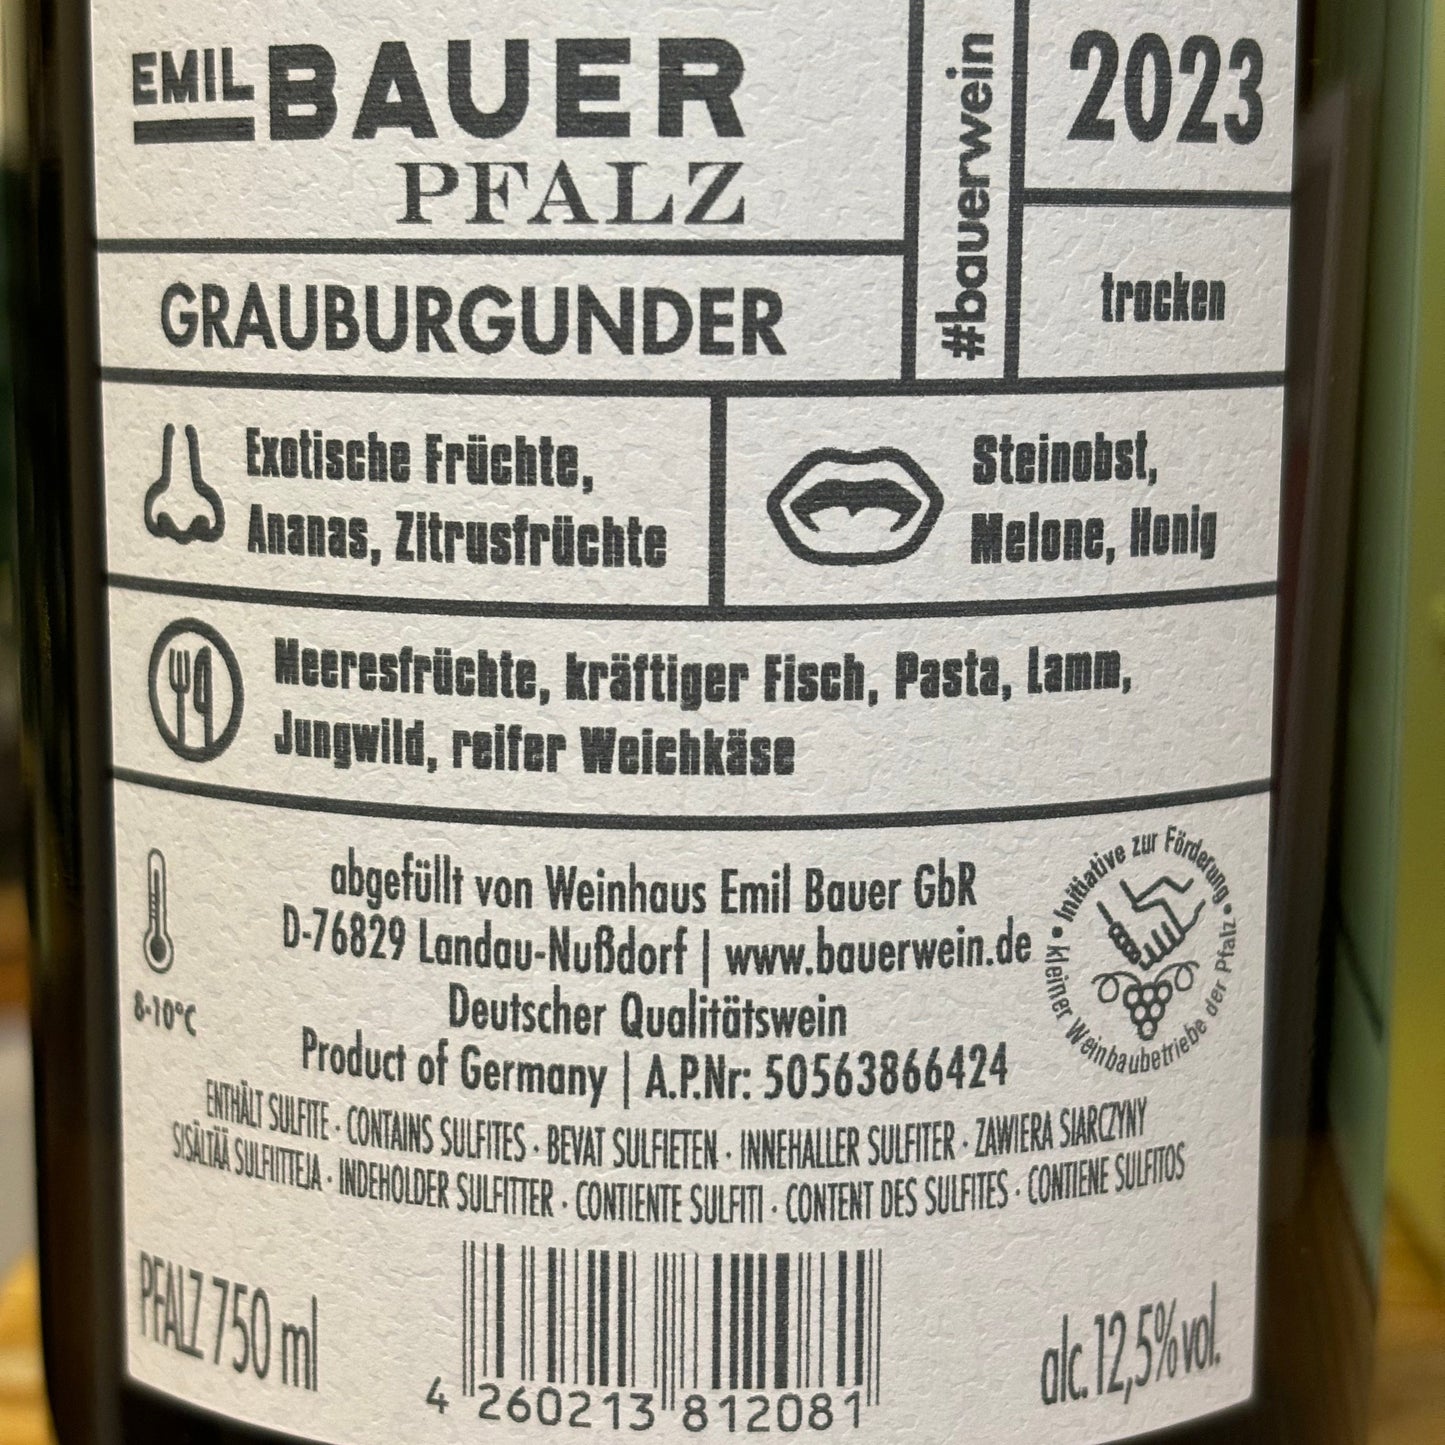 EMIL BAUER
PFALZ
#bauerwein
2023
trocken
GRAUBURGUNDER
Exotische Früchte,
Ananas, Zitrusfrüchte
Steinobst,
Melone, Honig
Meeresfrüchte, kräftiger Fisch, Pasta, Lamm,
Jungwild, reifer Weichkäse
8-10°C
abgefüllt von Weinhaus Emil Bauer GbR
D-76829 Landau-Nußdorf | www.bauerwein.de
Deutscher Qualitätswein
Product of Germany | A.P.Nr: 50563866424
• Initiative zur Förderung •
kleiner Weinbaubetriebe der Pfalz
ENTHÄLT SULFITE · CONTAINS SULFITES · BEVAT SULFIETEN · INNEHALLER SULFITER · ZAWIERA SIARCZYNY
SISÄLTÄÄ SULFIITTEJA · INDEHOLDER SULFITTER · CONTIENTE SULFITI · CONTENT DES SULFITES · CONTIENE SULFITOS
PFALZ 750 ml
4 260213 812081
alc. 12,5% vol.